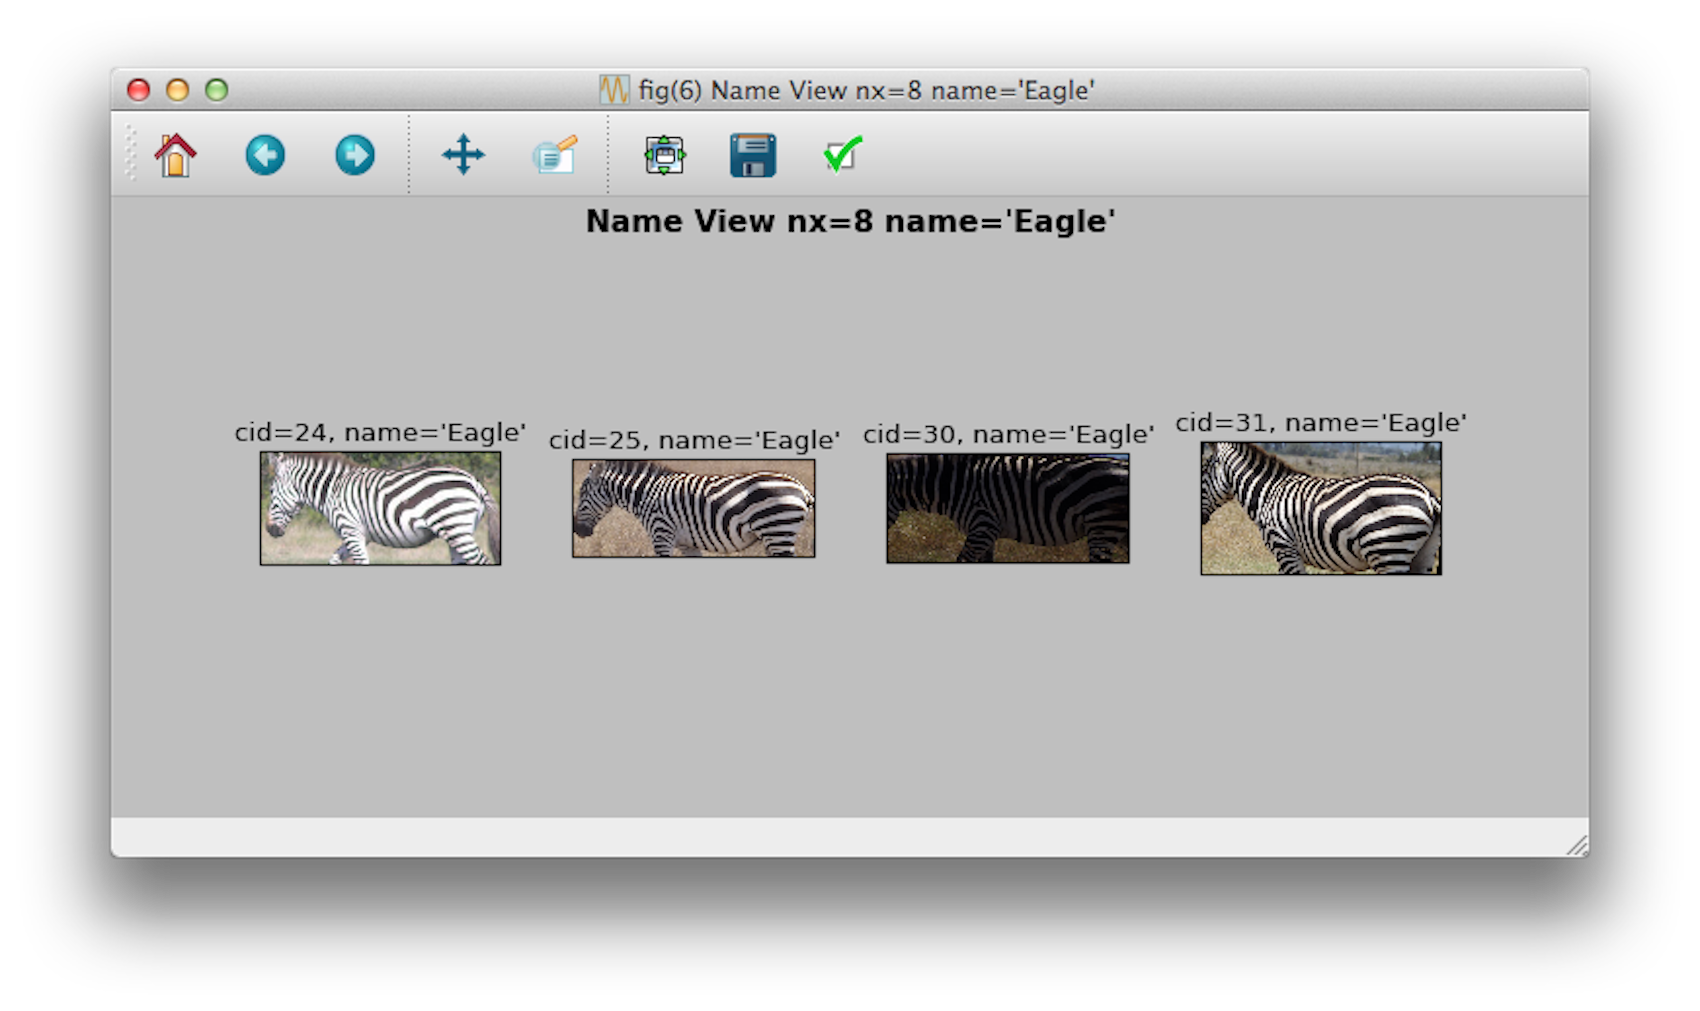 fig(6) Name View nx=8 name='Eagle'
Name View nx=8 name='Eagle'
cid=24, name='Eagle'
cid=25, name='Eagle'
cid=30, name='Eagle'
cid=31, name='Eagle'